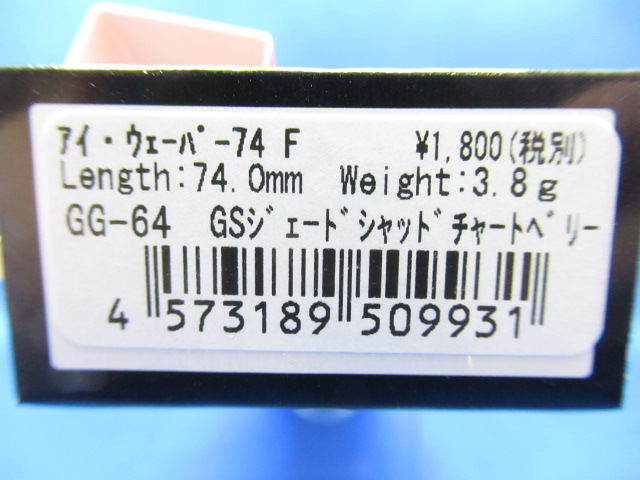 ｱｲ・ｳｪｰﾊﾞｰ74 F ¥1,800(税別)
Length:74.0mm Weight:3.8g
GG-64 GSｼﾞｪｰﾄﾞｼｬｯﾄﾞﾁｬｰﾄﾍﾞﾘｰ
4 573189 509931